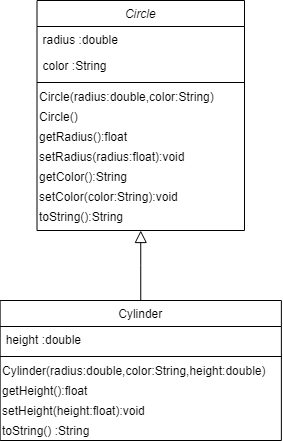 Circle
radius :double
color :String
Circle(radius:double,color:String)
Circle()
getRadius():float
setRadius(radius:float):void
getColor():String
setColor(color:String):void
toString():String
Cylinder
height :double
Cylinder(radius:double,color:String,height:double)
getHeight():float
setHeight(height:float):void
toString() :String